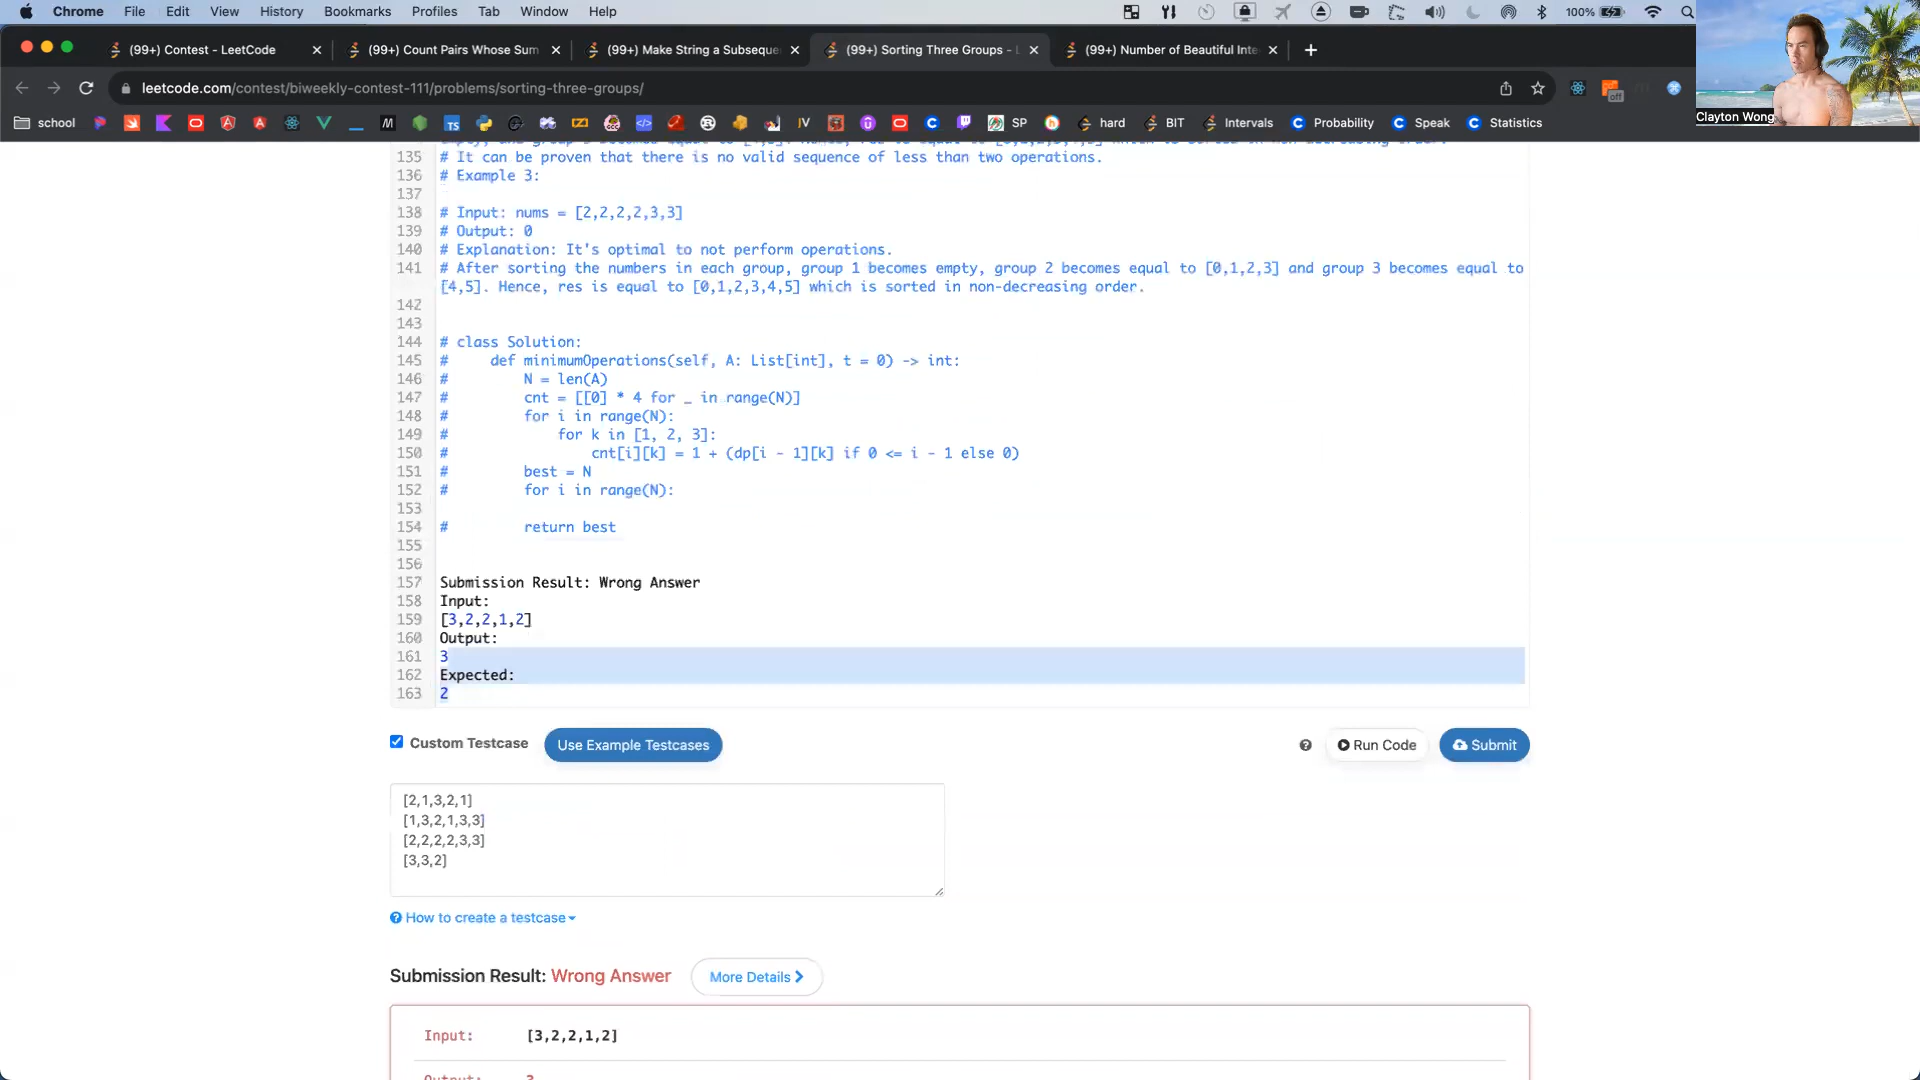 Chrome File Edit View History Bookmarks Profiles Tab Window Help
100%
(99+) Contest - LeetCode
(99+) Count Pairs Whose Sum
(99+) Make String a Subseque
(99+) Sorting Three Groups - L
(99+) Number of Beautiful Inte
leetcode.com/contest/biweekly-contest-111/problems/sorting-three-groups/
off
school
SP
hard
BIT
Intervals
Probability
Speak
Statistics
Clayton Wong
135 # It can be proven that there is no valid sequence of less than two operations.
136 # Example 3:
137
138 # Input: nums = [2,2,2,2,3,3]
139 # Output: 0
140 # Explanation: It's optimal to not perform operations.
141 # After sorting the numbers in each group, group 1 becomes empty, group 2 becomes equal to [0,1,2,3] and group 3 becomes equal to
[4,5]. Hence, res is equal to [0,1,2,3,4,5] which is sorted in non-decreasing order.
142
143
144 # class Solution:
145 #     def minimumOperations(self, A: List[int], t = 0) -> int:
146 #         N = len(A)
147 #         cnt = [[0] * 4 for _ in range(N)]
148 #         for i in range(N):
149 #             for k in [1, 2, 3]:
150 #                 cnt[i][k] = 1 + (dp[i - 1][k] if 0 <= i - 1 else 0)
151 #         best = N
152 #         for i in range(N):
153
154 #         return best
155
156
157 Submission Result: Wrong Answer
158 Input:
159 [3,2,2,1,2]
160 Output:
161 3
162 Expected:
163 2
Custom Testcase
Use Example Testcases
Run Code
Submit
[2,1,3,2,1]
[1,3,2,1,3,3]
[2,2,2,2,3,3]
[3,3,2]
How to create a testcase
Submission Result: Wrong Answer
More Details
Input: [3,2,2,1,2]